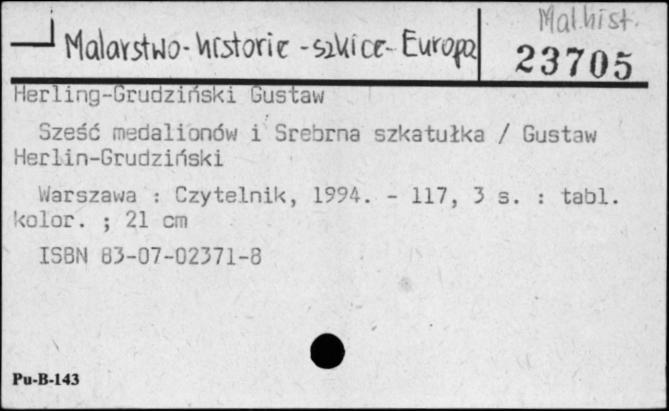 Mal hist.
Malarstwo-historie-szkice-Europa
23705
Herling-Grudziński Gustaw
Sześć medalionów i Srebrna szkatułka / Gustaw
Herlin-Grudziński
Warszawa : Czytelnik, 1994. - 117, 3 s. : tabl.
kolor. ; 21 cm
ISBN 83-07-02371-8
Pu-B-143